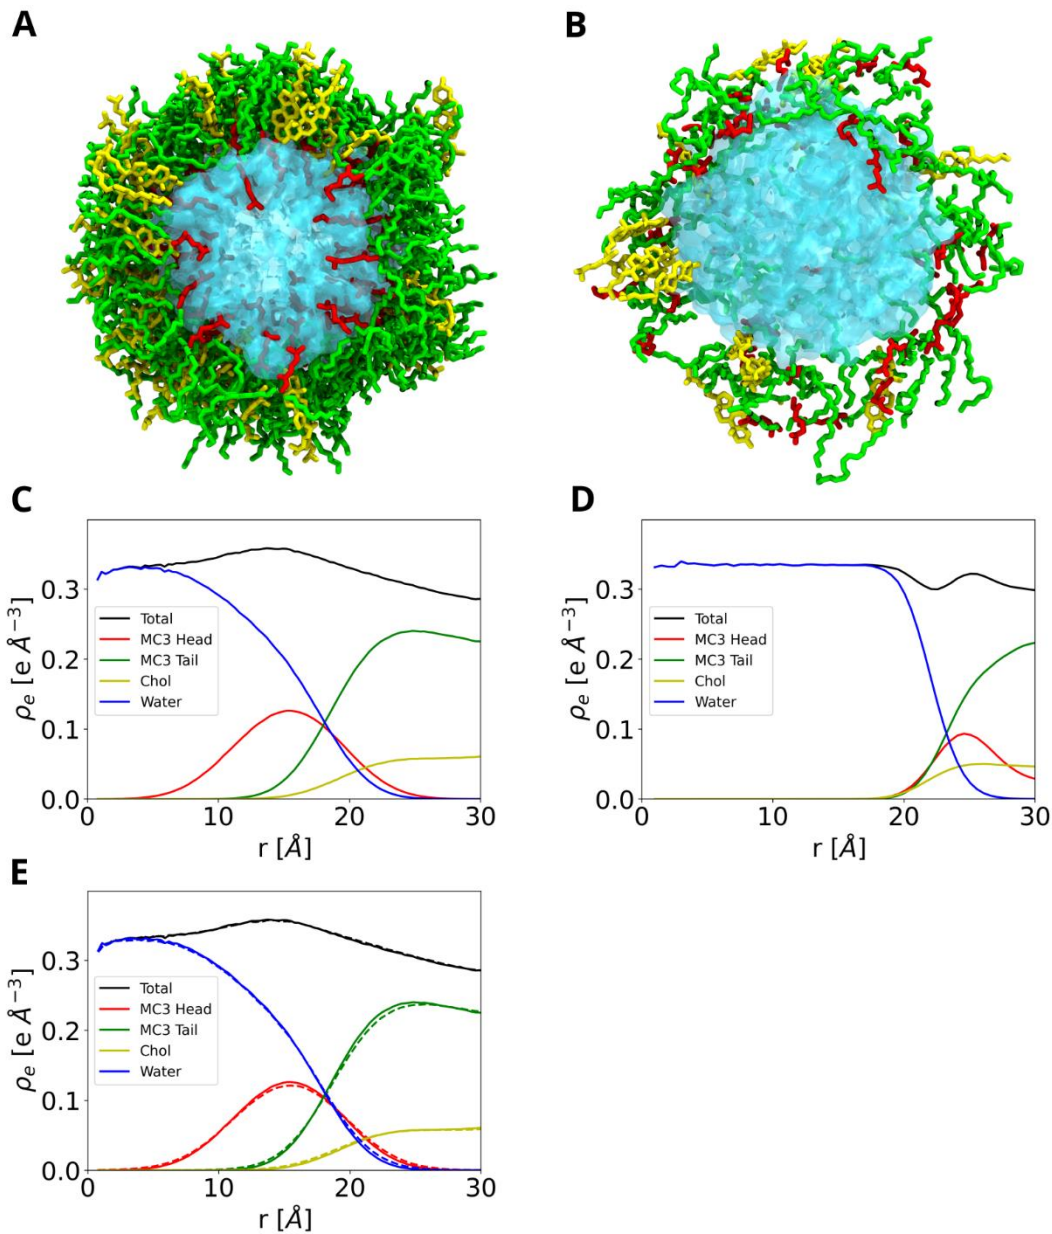 A
B
C
0.3
0.2
0.1
0.0
ρe [e Å−3]
Total
MC3 Head
MC3 Tail
Chol
Water
0 10 20 30
r [Å]
D
0.3
0.2
0.1
0.0
ρe [e Å−3]
Total
MC3 Head
MC3 Tail
Chol
Water
0 10 20 30
r [Å]
E
0.3
0.2
0.1
0.0
ρe [e Å−3]
Total
MC3 Head
MC3 Tail
Chol
Water
0 10 20 30
r [Å]